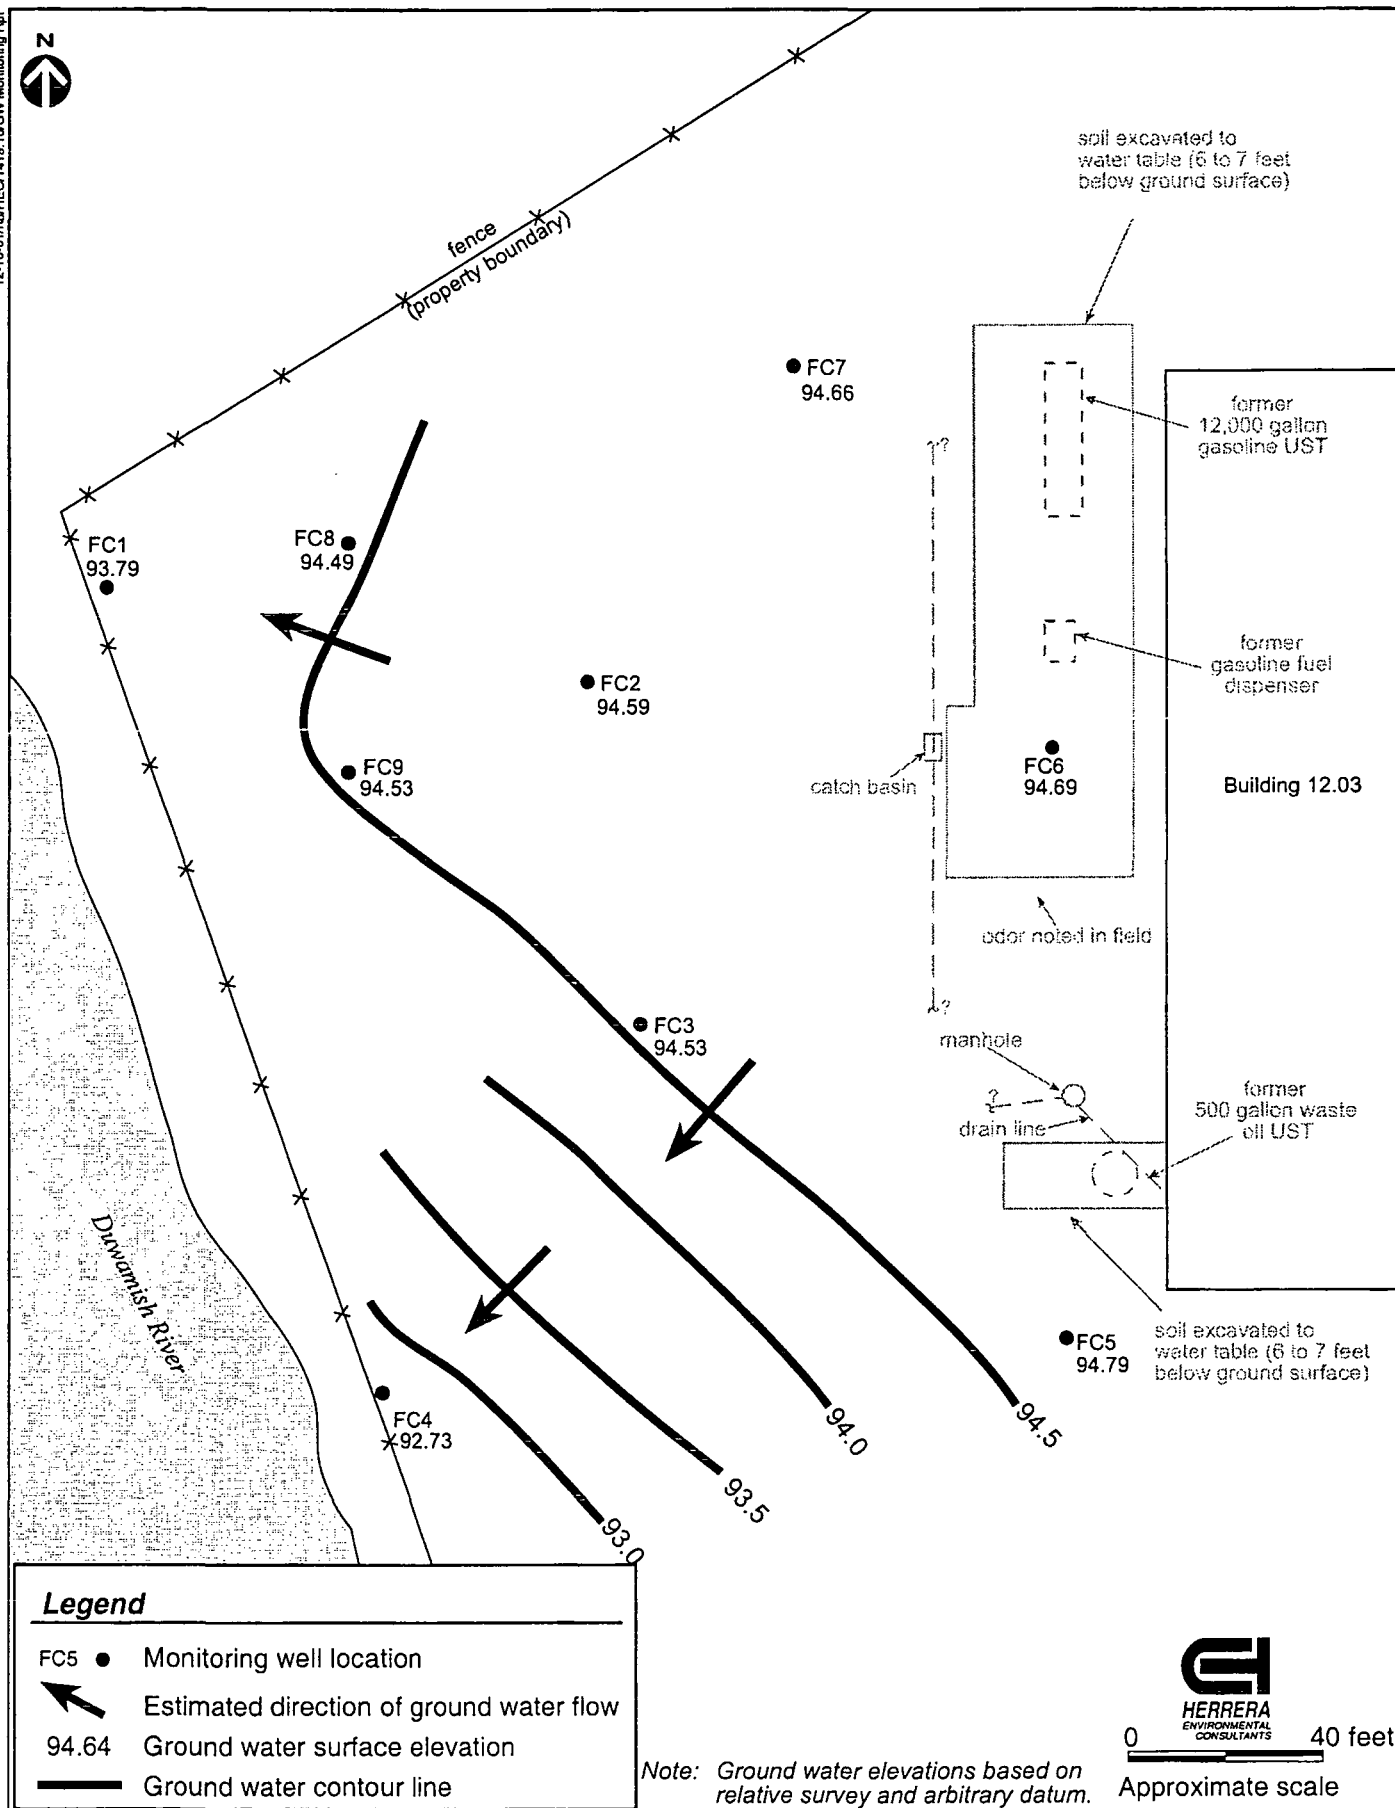 N
fence
(property boundary)
soil excavated to
water table (6 to 7 feet
below ground surface)
FC7
94.66
former
12,000 gallon
gasoline UST
FC1
93.79
FC8
94.49
FC2
94.59
former
gasoline fuel
dispenser
FC9
94.53
catch basin
FC6
94.69
Building 12.03
odor noted in field
FC3
94.53
manhole
drain line
former
500 gallon waste
oil UST
Duwamish River
FC5
94.79
soil excavated to
water table (6 to 7 feet
below ground surface)
FC4
92.73
94.5
94.0
93.5
93.0
?
?
?
Legend
FC5 Monitoring well location
Estimated direction of ground water flow
94.64 Ground water surface elevation
Ground water contour line
Note: Ground water elevations based on
relative survey and arbitrary datum.
HERRERA
ENVIRONMENTAL
CONSULTANTS
0 40 feet
Approximate scale